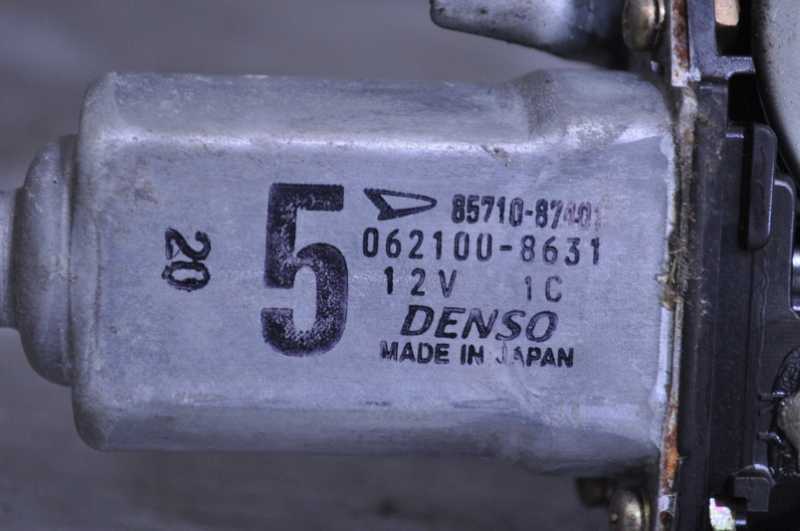 20
5
85710-87401
062100-8631
12V 1C
DENSO
MADE IN JAPAN